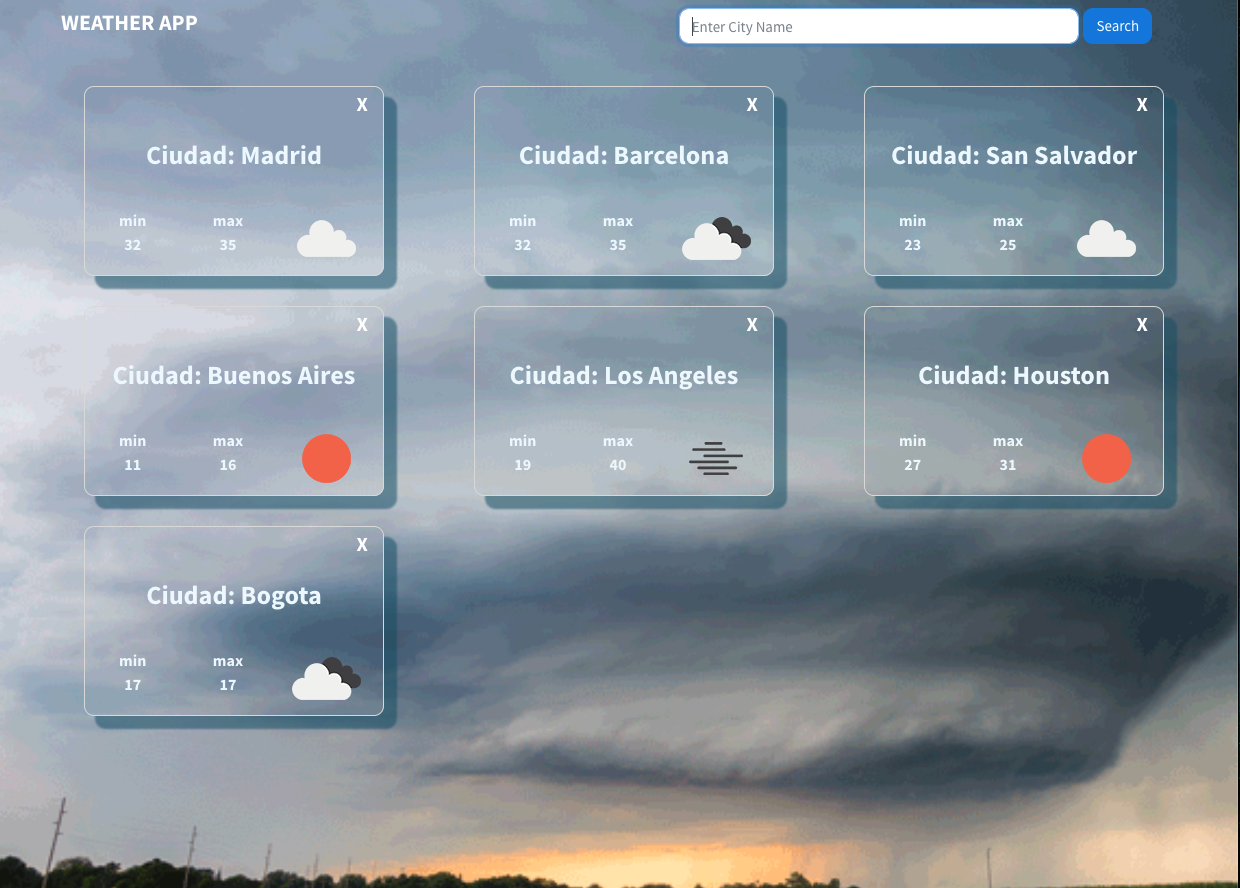 WEATHER APP
Enter City Name
Search
X
Ciudad: Madrid
min max
32 35
X
Ciudad: Barcelona
min max
32 35
X
Ciudad: San Salvador
min max
23 25
X
Ciudad: Buenos Aires
min max
11 16
X
Ciudad: Los Angeles
min max
19 40
X
Ciudad: Houston
min max
27 31
X
Ciudad: Bogota
min max
17 17